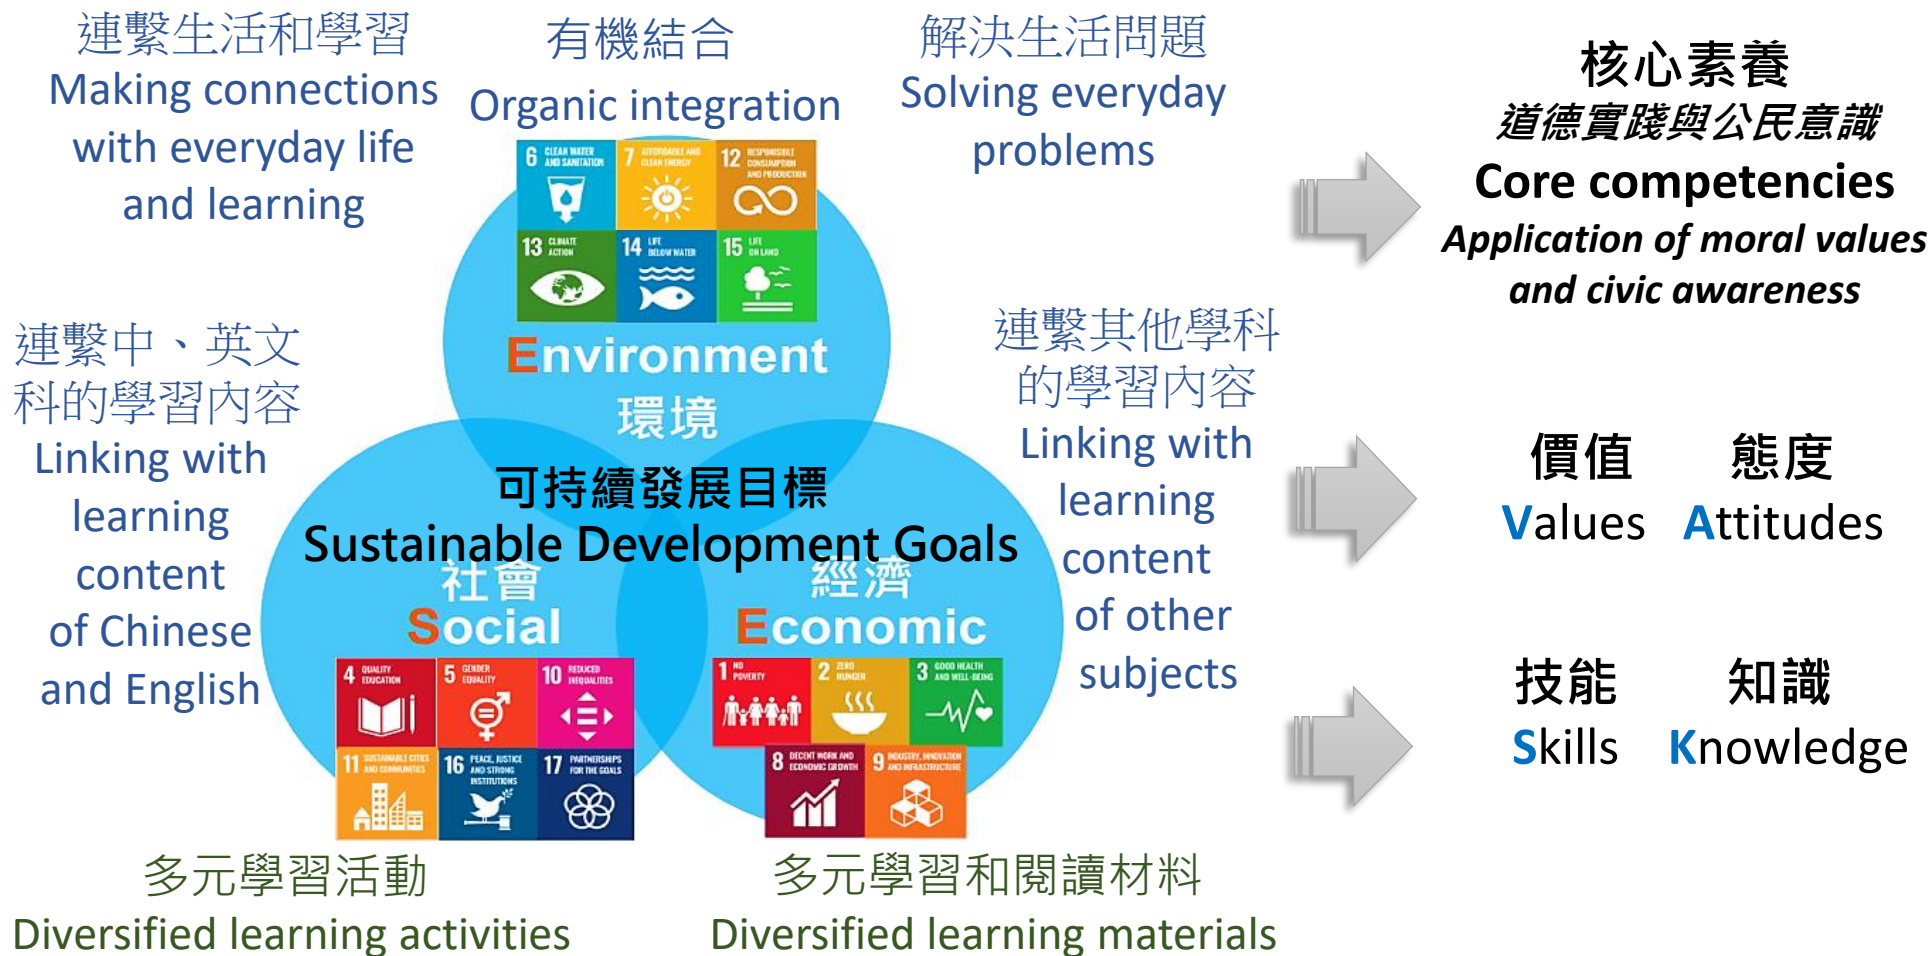 連繫生活和學習
Making connections
with everyday life
and learning
有機結合
Organic integration
解決生活問題
Solving everyday
problems
核心素養
道德實踐與公民意識
Core competencies
Application of moral values
and civic awareness
6 CLEAN WATER
AND SANITATION
7 AFFORDABLE AND
CLEAN ENERGY
12 RESPONSIBLE
CONSUMPTION
AND PRODUCTION
13 CLIMATE
ACTION
14 LIFE
BELOW WATER
15 LIFE
ON LAND
Environment
環境
連繫中、英文
科的學習內容
Linking with
learning
content
of Chinese
and English
連繫其他學科
的學習內容
Linking with
learning
content
of other
subjects
價值
Values
態度
Attitudes
可持續發展目標
Sustainable Development Goals
社會
Social
經濟
Economic
4 QUALITY
EDUCATION
5 GENDER
EQUALITY
10 REDUCED
INEQUALITIES
11 SUSTAINABLE CITIES
AND COMMUNITIES
16 PEACE, JUSTICE
AND STRONG
INSTITUTIONS
17 PARTNERSHIPS
FOR THE GOALS
1 NO
POVERTY
2 ZERO
HUNGER
3 GOOD HEALTH
AND WELL-BEING
8 DECENT WORK AND
ECONOMIC GROWTH
9 INDUSTRY, INNOVATION
AND INFRASTRUCTURE
技能
Skills
知識
Knowledge
多元學習活動
Diversified learning activities
多元學習和閱讀材料
Diversified learning materials